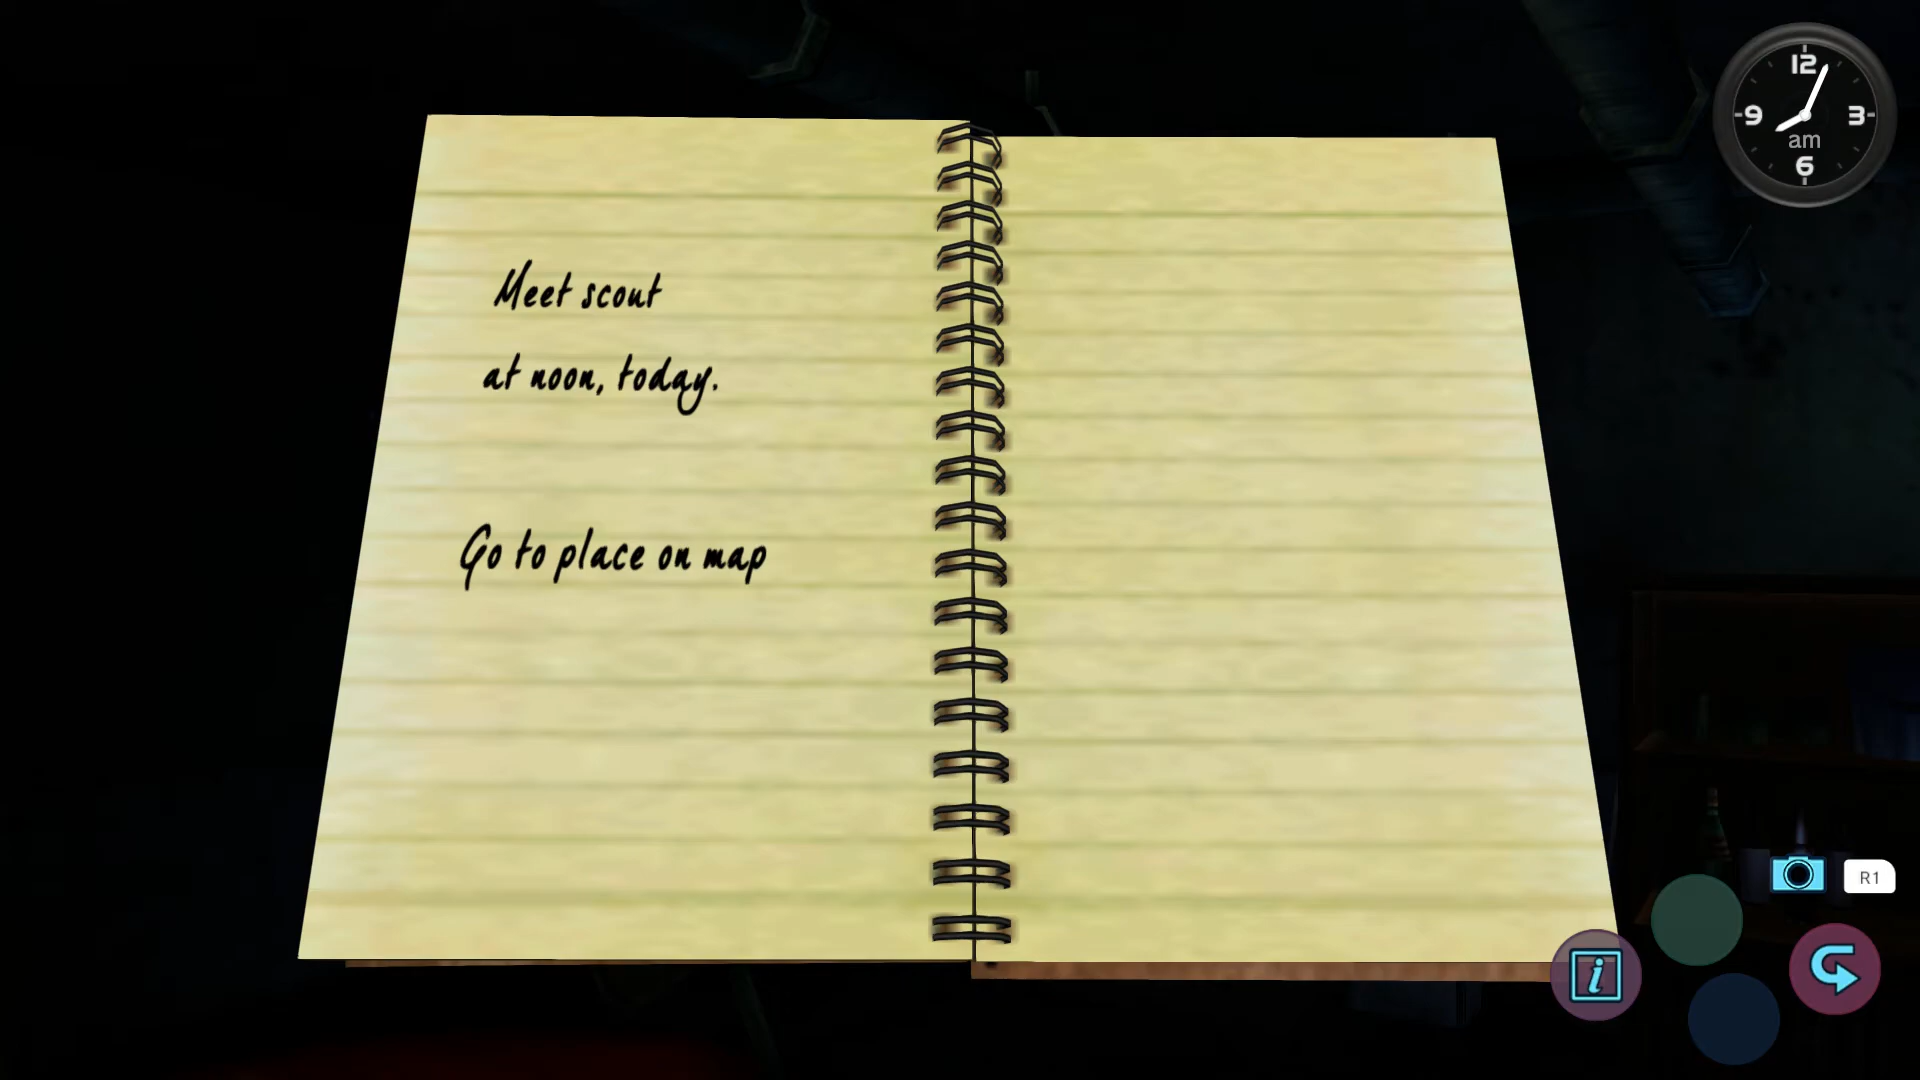 Meet scout
at noon, today.
Go to place on map
12
9
3
am
6
R1
i